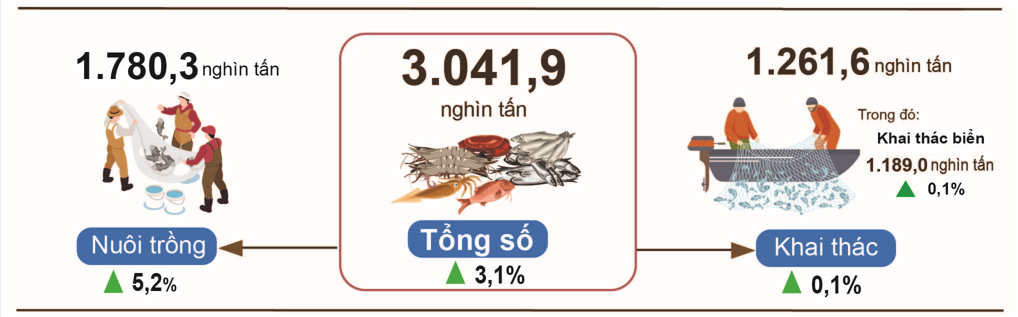 1.780,3 nghìn tấn
Nuôi trồng
5,2%
3.041,9
nghìn tấn
Tổng số
3,1%
1.261,6 nghìn tấn
Trong đó:
Khai thác biển
1.189,0 nghìn tấn
0,1%
Khai thác
0,1%